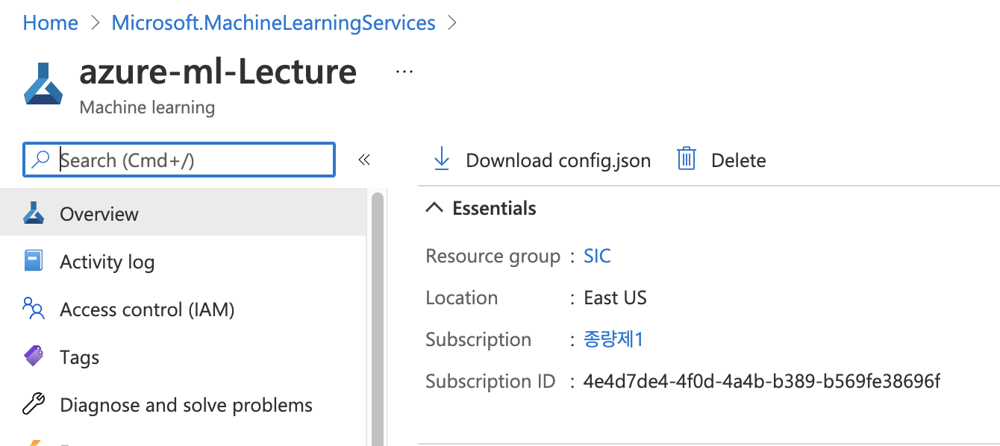 Home > Microsoft.MachineLearningServices >
azure-ml-Lecture ...
Machine learning
Search (Cmd+/) «
Overview
Activity log
Access control (IAM)
Tags
Diagnose and solve problems
Download config.json Delete
Essentials
Resource group : SIC
Location : East US
Subscription : 종량제1
Subscription ID : 4e4d7de4-4f0d-4a4b-b389-b569fe38696f